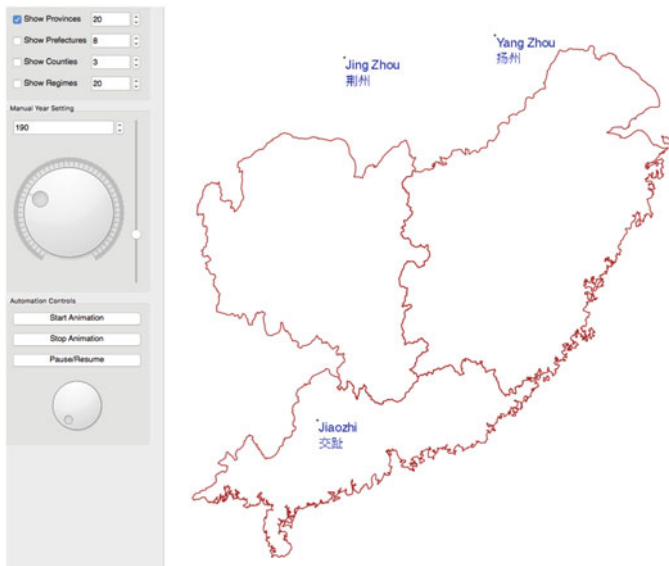 Show Provinces 20
Show Prefectures 8
Show Counties 3
Show Regimes 20
Manual Year Setting
190
Automation Controls
Start Animation
Stop Animation
Pause/Resume
Jing Zhou
荆州
Yang Zhou
扬州
Jiaozhi
交趾